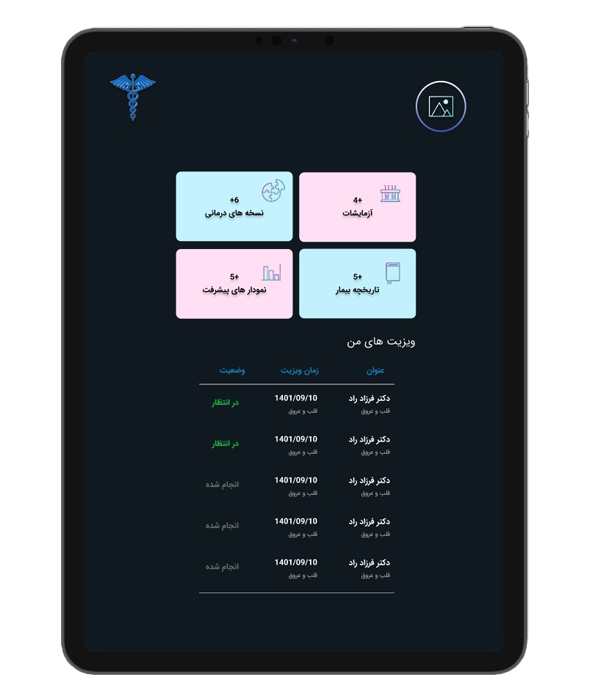 +4
آزمایشات
+6
نسخه های درمانی
+5
تاریخچه بیمار
+5
نمودار های پیشرفت
ویزیت های من
عنوان زمان ویزیت وضعیت
دکتر فرزاد راد 1401/09/10 در انتظار
قلب و عروق قلب و عروق
دکتر فرزاد راد 1401/09/10 در انتظار
قلب و عروق قلب و عروق
دکتر فرزاد راد 1401/09/10 انجام شده
قلب و عروق قلب و عروق
دکتر فرزاد راد 1401/09/10 انجام شده
قلب و عروق قلب و عروق
دکتر فرزاد راد 1401/09/10 انجام شده
قلب و عروق قلب و عروق